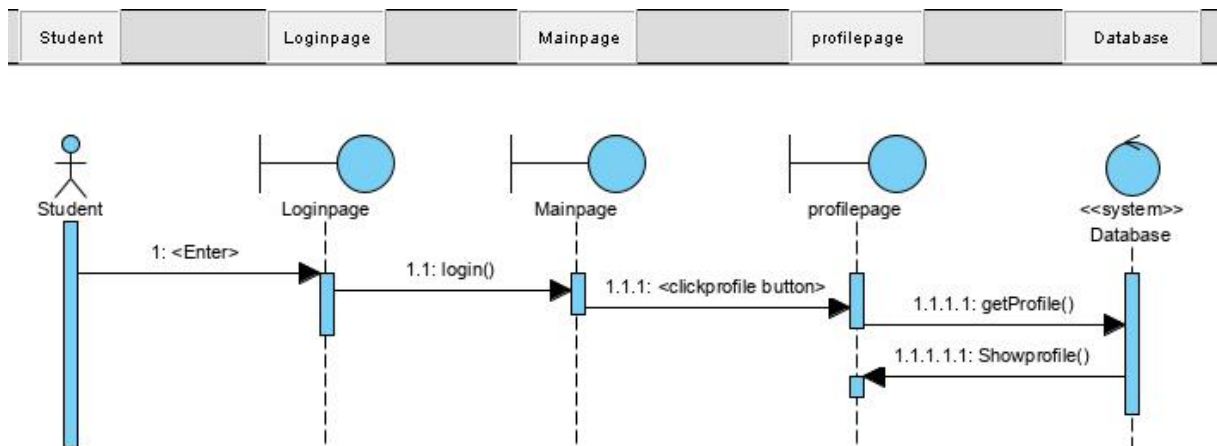 Student
Loginpage
Mainpage
profilepage
Database
Student
Loginpage
Mainpage
profilepage
<<system>>
Database
1: <Enter>
1.1: login()
1.1.1: <clickprofile button>
1.1.1.1: getProfile()
1.1.1.1.1: Showprofile()